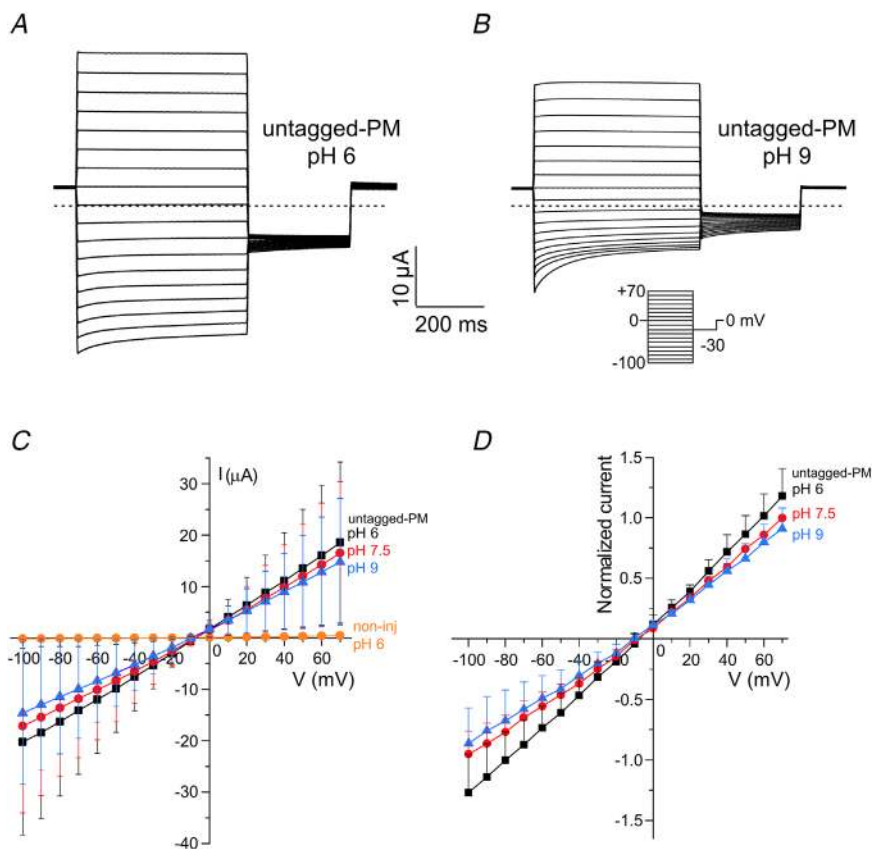 A
untagged-PM
pH 6
10 µA
200 ms
B
untagged-PM
pH 9
+70
0
0 mV
-30
-100
C
I (µA)
30
20
10
-10
-20
-30
-40
-100 -80 -60 -40 -20
0 20 40 60
V (mV)
untagged-PM
pH 6
pH 7.5
pH 9
non-inj
pH 6
D
Normalized current
1.5
1.0
0.5
-0.5
-1.0
-1.5
-100 -80 -60 -40 -20
0 20 40 60
V (mV)
untagged-PM
pH 6
pH 7.5
pH 9